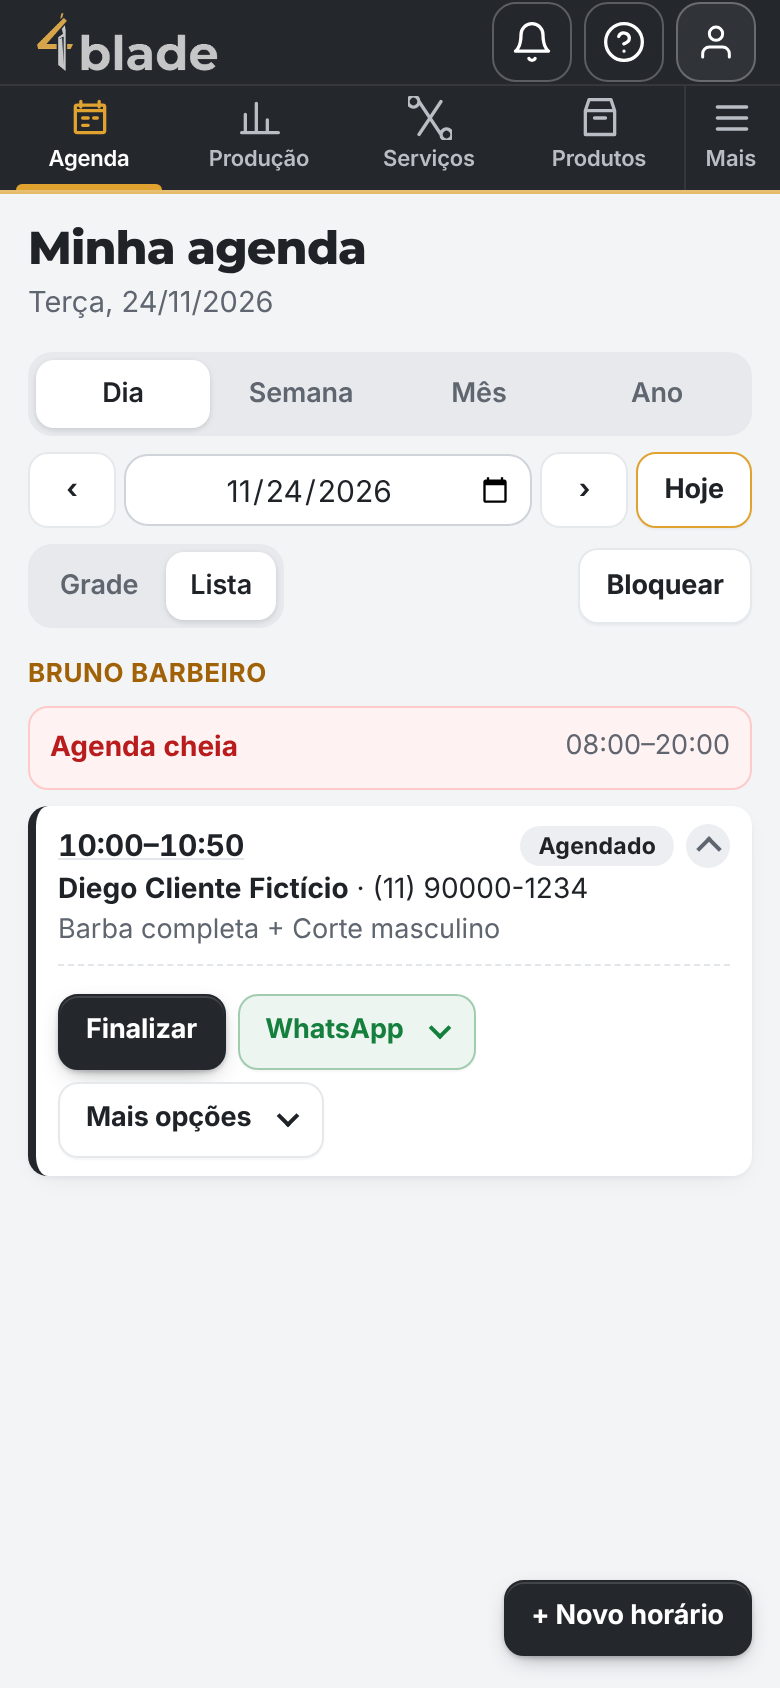 4blade
Agenda
Produção
Serviços
Produtos
Mais
Minha agenda
Terça, 24/11/2026
Dia
Semana
Mês
Ano
‹
11/24/2026
›
Hoje
Grade
Lista
Bloquear
BRUNO BARBEIRO
Agenda cheia
08:00–20:00
10:00–10:50
Agendado
Diego Cliente Fictício · (11) 90000-1234
Barba completa + Corte masculino
Finalizar
WhatsApp
Mais opções
+ Novo horário